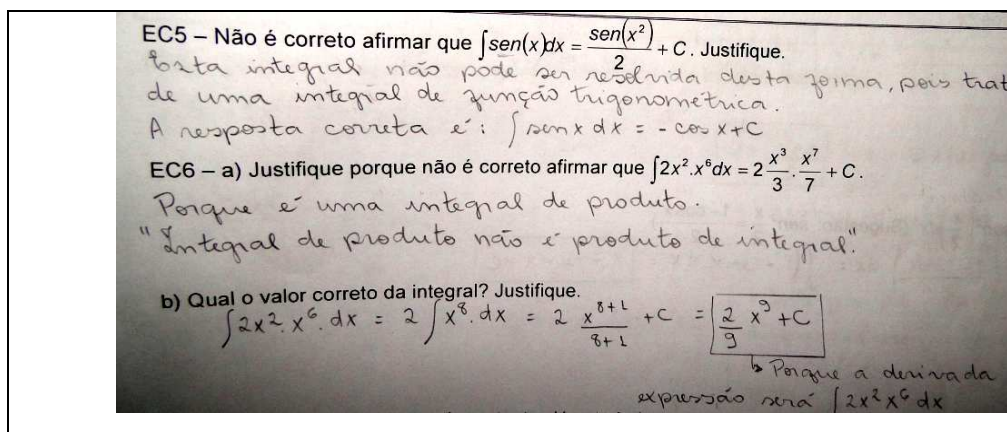 EC5 – Não é correto afirmar que ∫sen(x)dx = sen(x²)/2 + C. Justifique.
Esta integral não pode ser resolvida desta forma, pois trat
de uma integral de função trigonométrica.
A resposta correta é: ∫sen x dx = - cos x + C
EC6 – a) Justifique porque não é correto afirmar que ∫2x².x⁶dx = 2 x³/3 . x⁷/7 + C.
Porque é uma integral de produto.
"Integral de produto não é produto de integral."
b) Qual o valor correto da integral? Justifique.
∫2x².x⁶.dx = 2∫x⁸.dx = 2 x⁸⁺¹/8+1 + C = 2/9 x⁹ + C
↳ Porque a derivada
expressão será ∫2x²x⁶dx